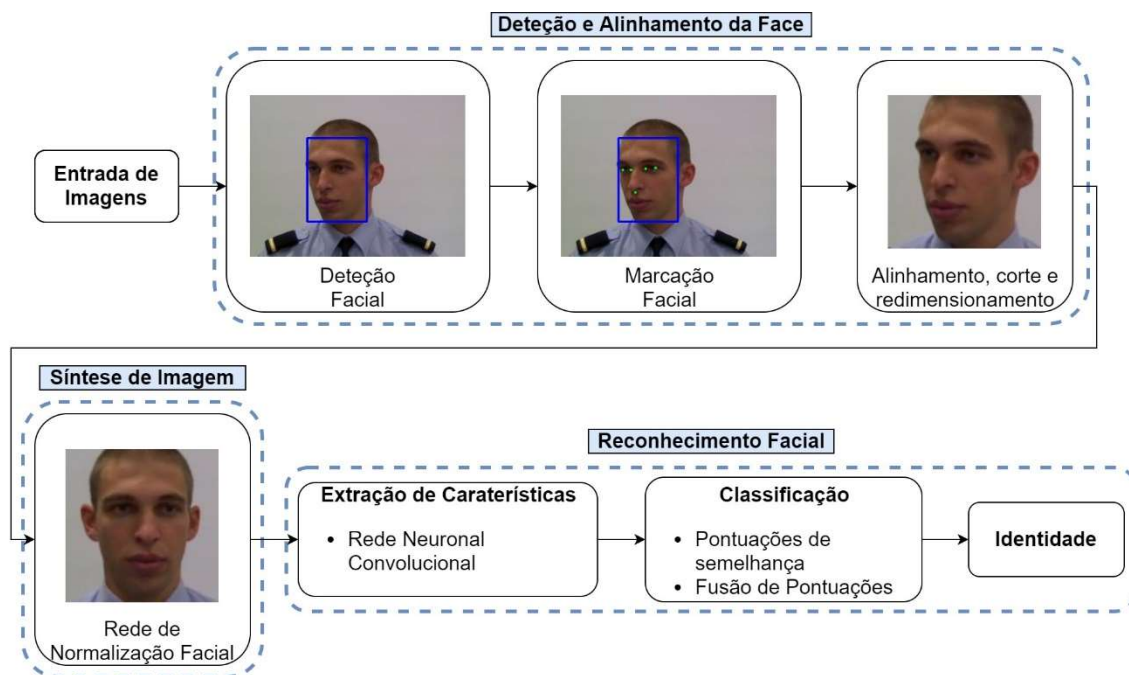 Deteção e Alinhamento da Face
Entrada de
Imagens
Deteção
Facial
Marcação
Facial
Alinhamento, corte e
redimensionamento
Síntese de Imagem
Rede de
Normalização Facial
Reconhecimento Facial
Extração de Caraterísticas
• Rede Neuronal
Convolucional
Classificação
• Pontuações de
semelhança
• Fusão de Pontuações
Identidade